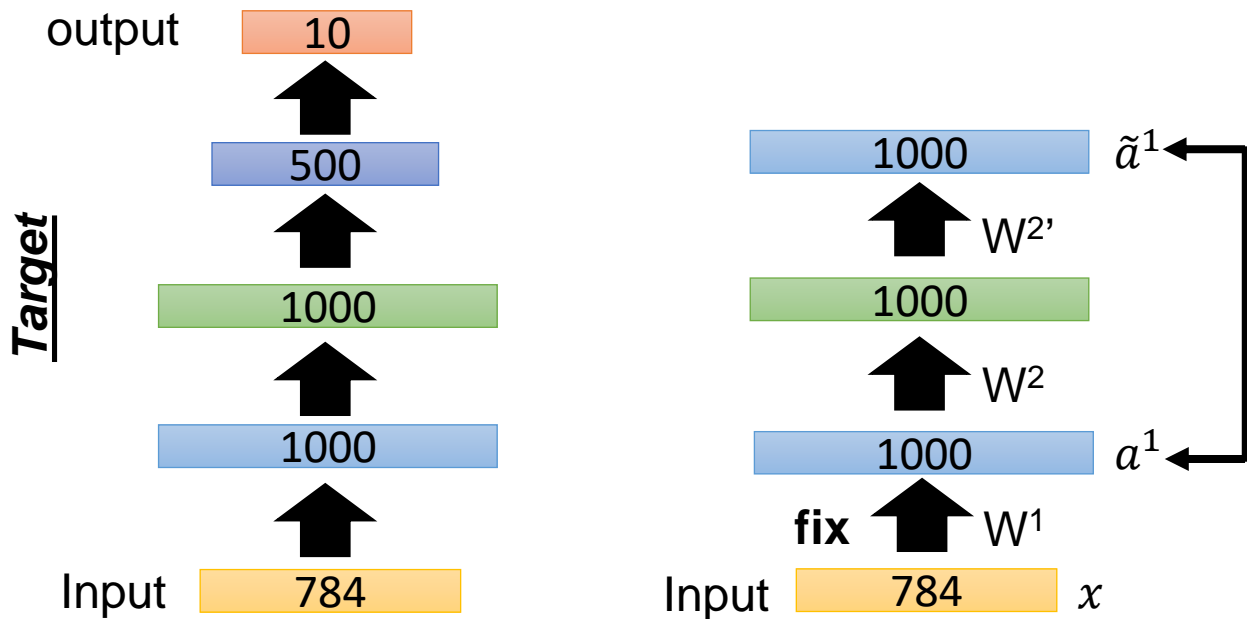 output 10
500
Target
1000
1000
Input 784
1000 ã¹
W²’
1000
W²
1000 a¹
fix W¹
Input 784 x